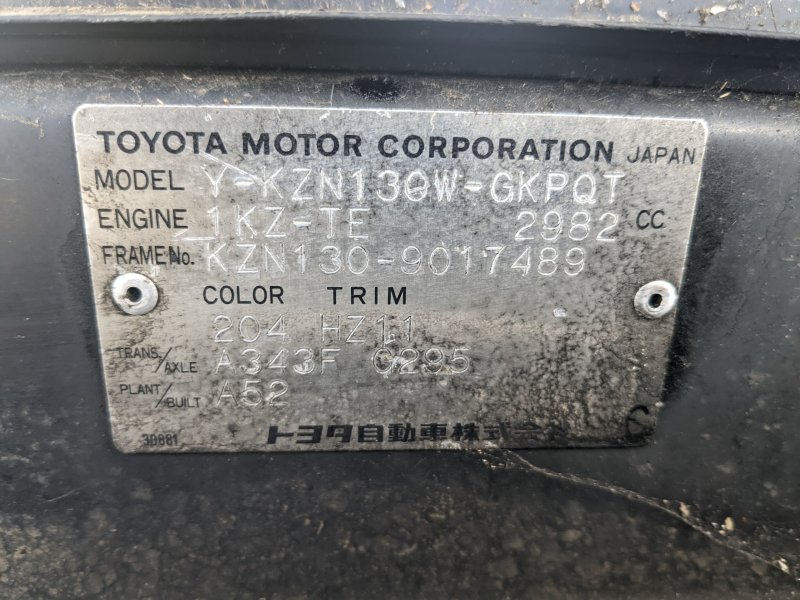 TOYOTA MOTOR CORPORATION JAPAN
MODEL Y-KZN130W-GKPQT
ENGINE 1KZ-TE 2982 CC
FRAME No. KZN130-9017489
COLOR TRIM
204 HZ11
TRANS./AXLE A343F G295
PLANT/BUILT A52
30881 トヨタ自動車株式会社